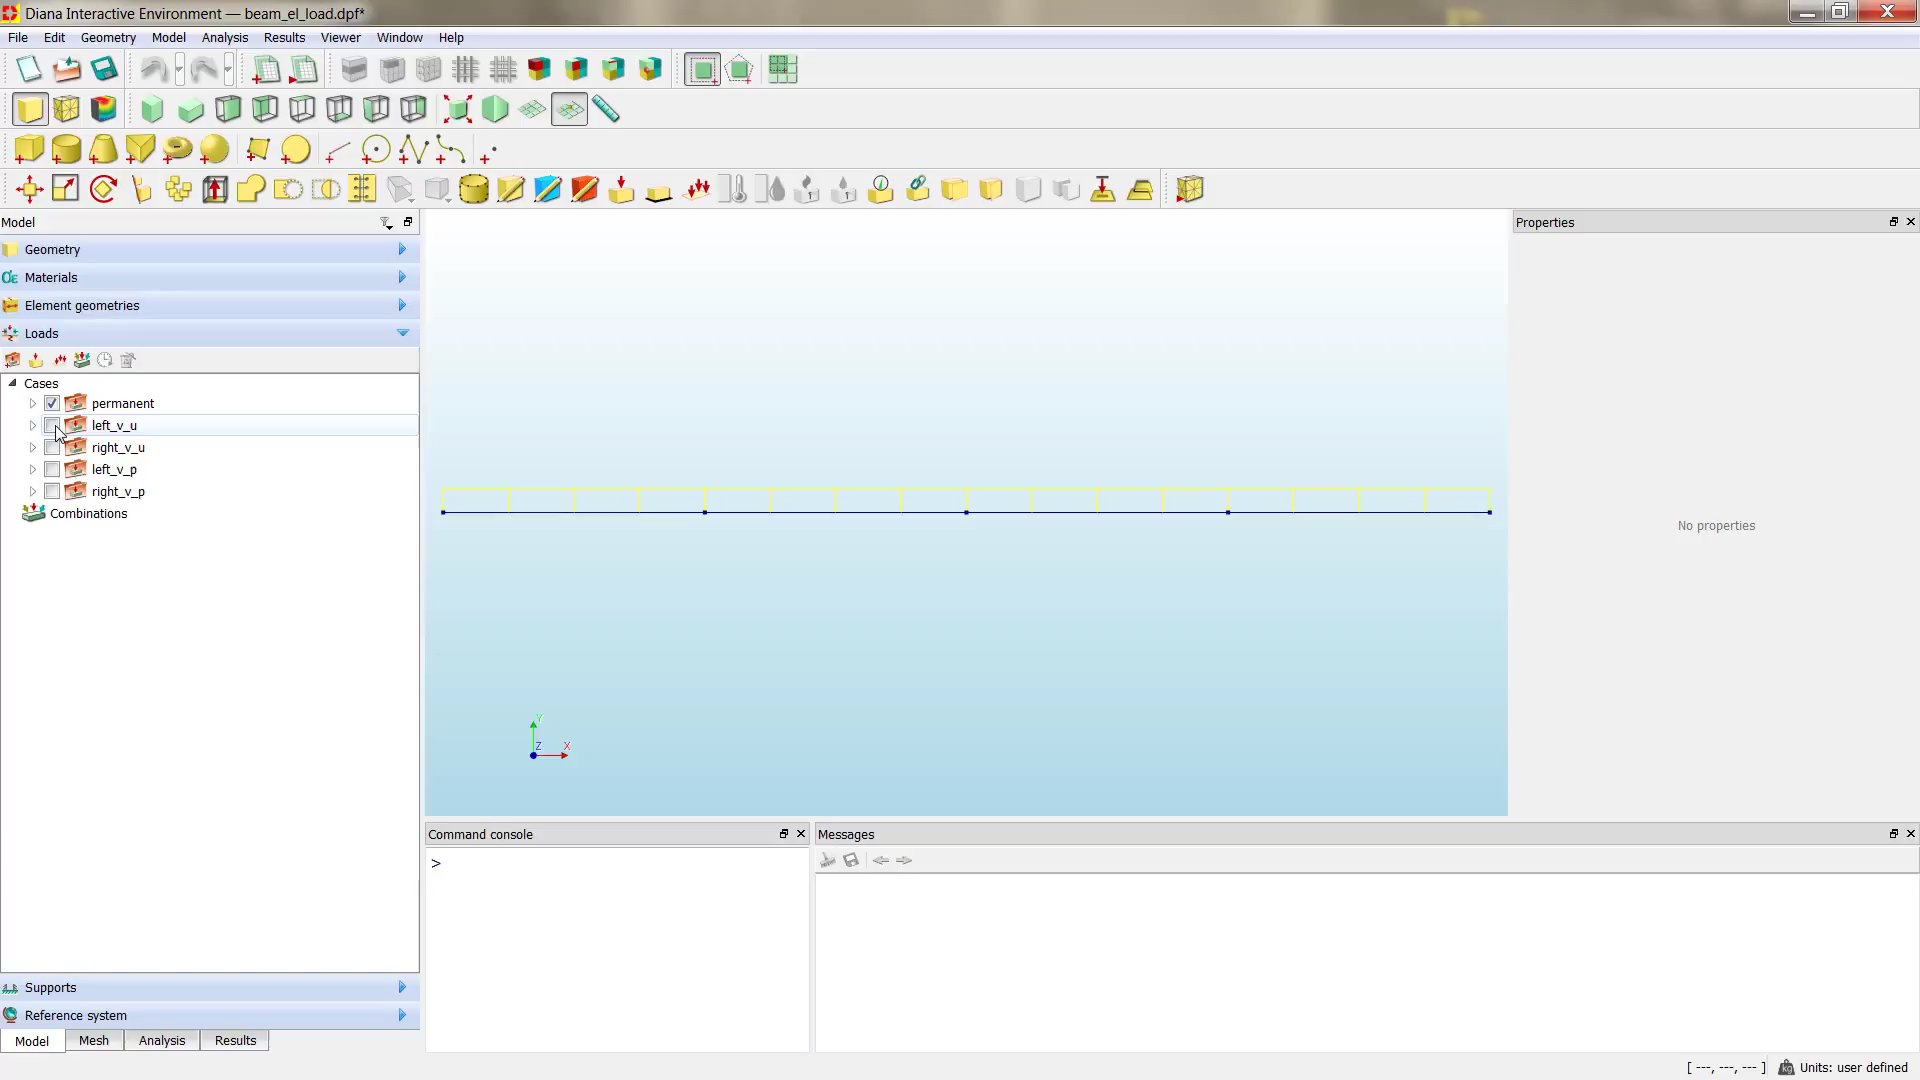 Diana Interactive Environment — beam_el_load.dpf*
File Edit Geometry Model Analysis Results Viewer Window Help
Model
Properties
Geometry
Materials
Element geometries
Loads
Cases
permanent
left_v_u
right_v_u
left_v_p
right_v_p
Combinations
No properties
Y
Z X
Command console
Messages
>
Supports
Reference system
Model Mesh Analysis Results
[ ---, ---, --- ] kg Units: user defined